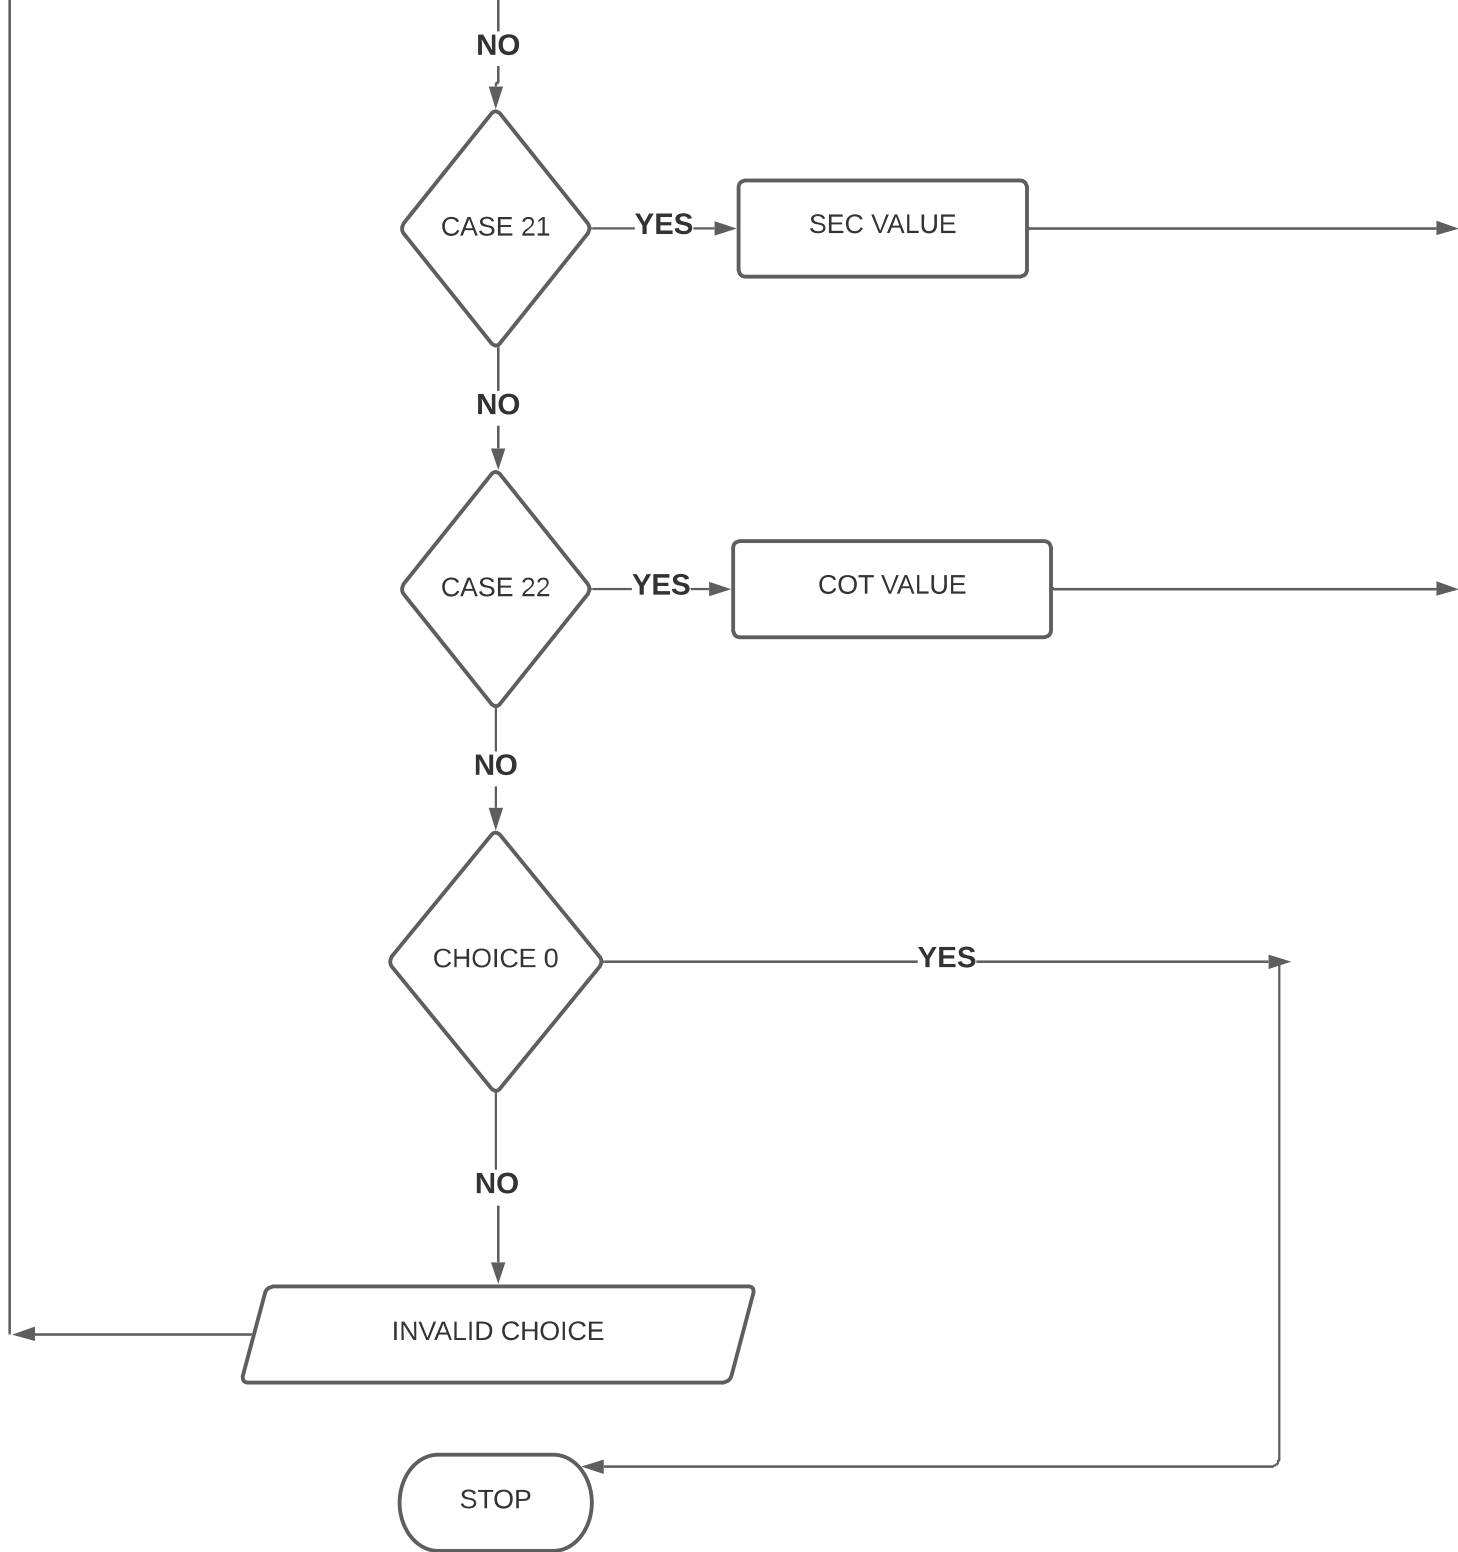 NO
CASE 21
YES
SEC VALUE
NO
CASE 22
YES
COT VALUE
NO
CHOICE 0
YES
NO
INVALID CHOICE
STOP